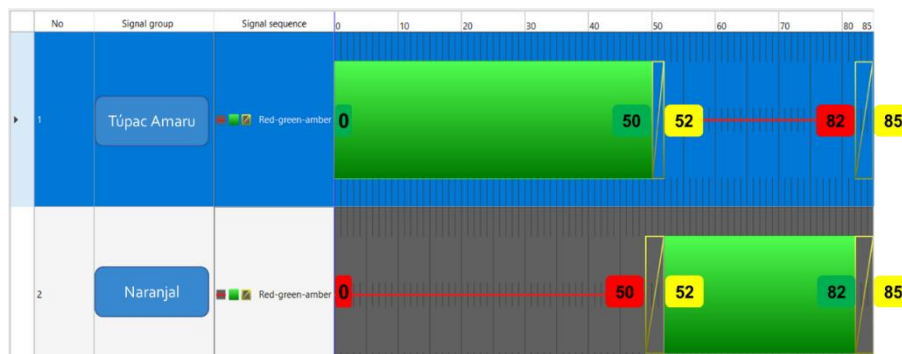 No Signal group Signal sequence 0 10 20 30 40 50 60 70 80 85
1 Túpac Amaru Red-green-amber 0 50 52 82 85
2 Naranjal Red-green-amber 0 50 52 82 85